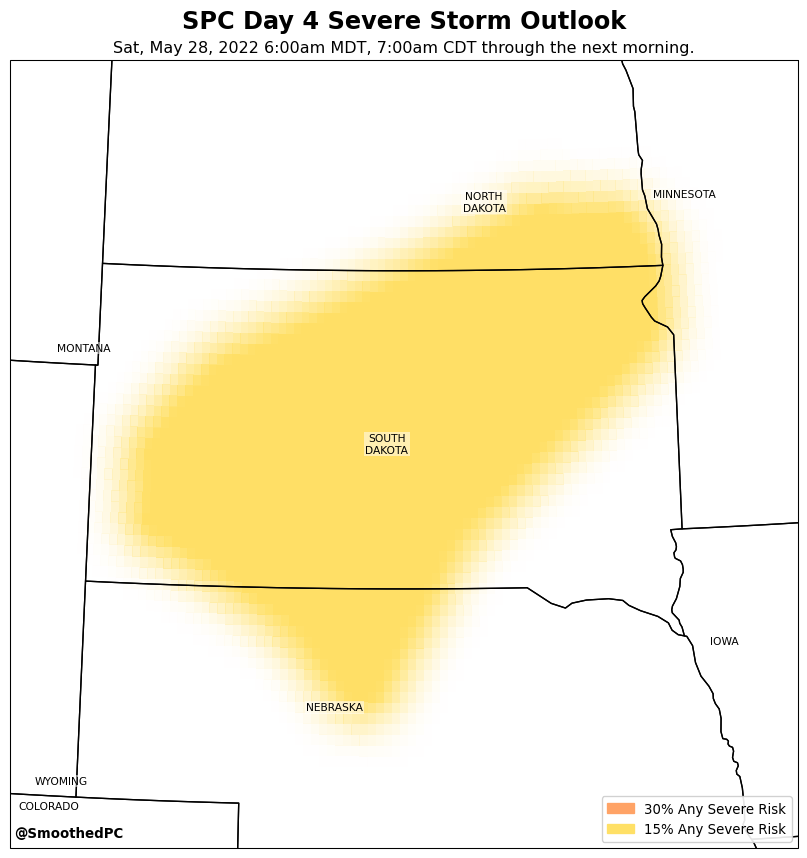 SPC Day 4 Severe Storm Outlook
Sat, May 28, 2022 6:00am MDT, 7:00am CDT through the next morning.
NORTH
DAKOTA
MINNESOTA
MONTANA
SOUTH
DAKOTA
IOWA
NEBRASKA
WYOMING
COLORADO
@SmoothedPC
30% Any Severe Risk
15% Any Severe Risk